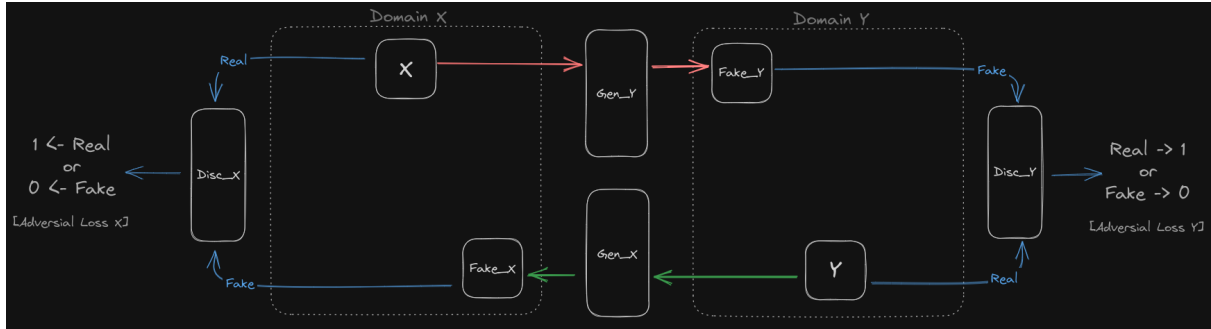 Domain X
Domain Y
Real
X
Gen_Y
Fake_Y
Fake
1 <- Real
or
0 <- Fake
[Adversial Loss X]
Disc_X
Disc_Y
Real -> 1
or
Fake -> 0
[Adversial Loss Y]
Fake
Fake_X
Gen_X
Y
Real